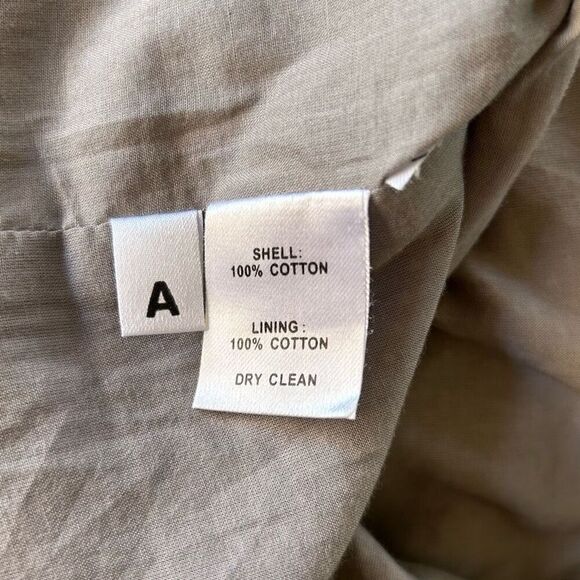 A
SHELL:
100% COTTON
LINING:
100% COTTON
DRY CLEAN